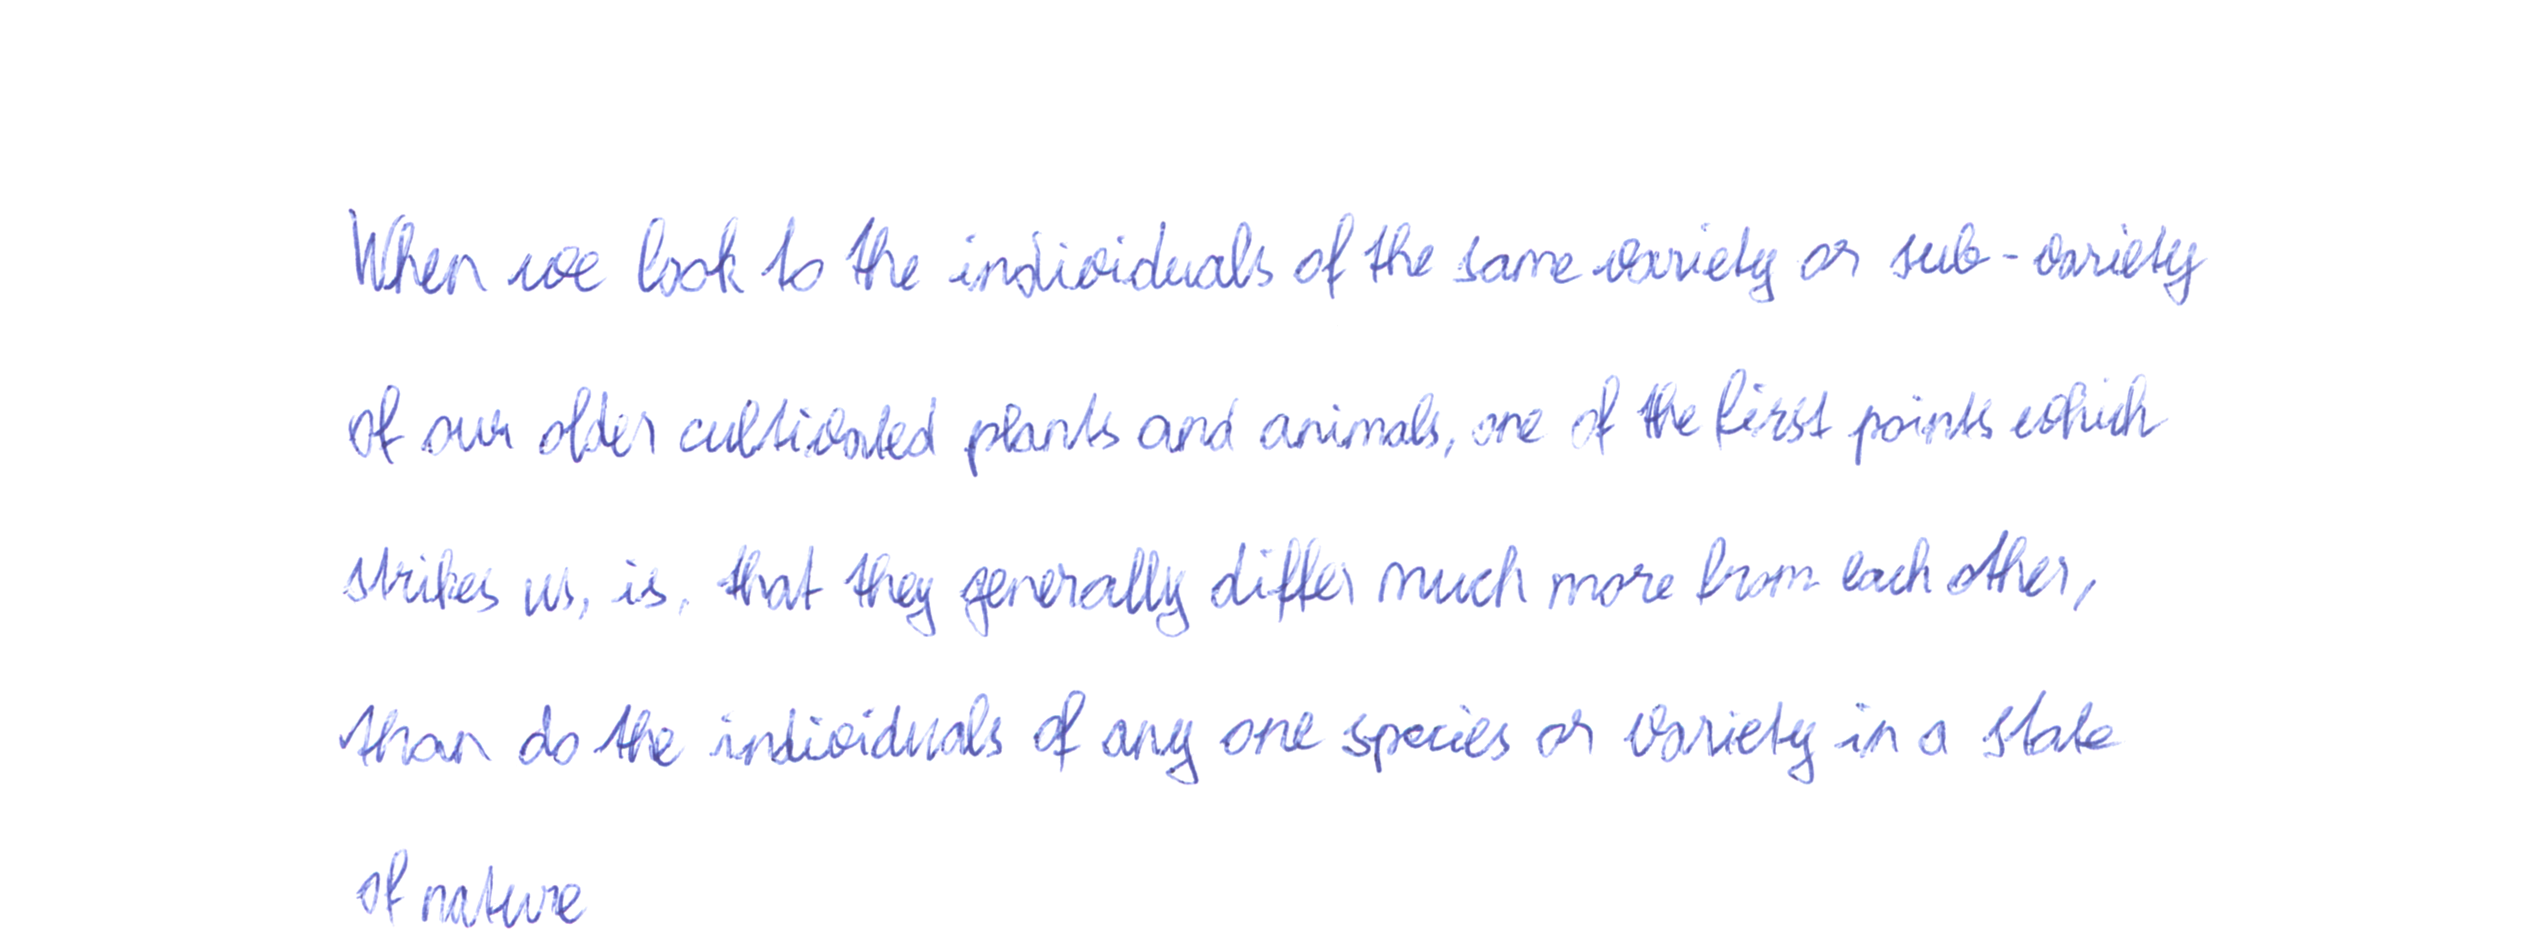 When we look to the individuals of the same variety or sub-variety
of our older cultivated plants and animals, one of the first points which
strikes us, is, that they generally differ much more from each other,
than do the individuals of any one species or variety in a state
of nature